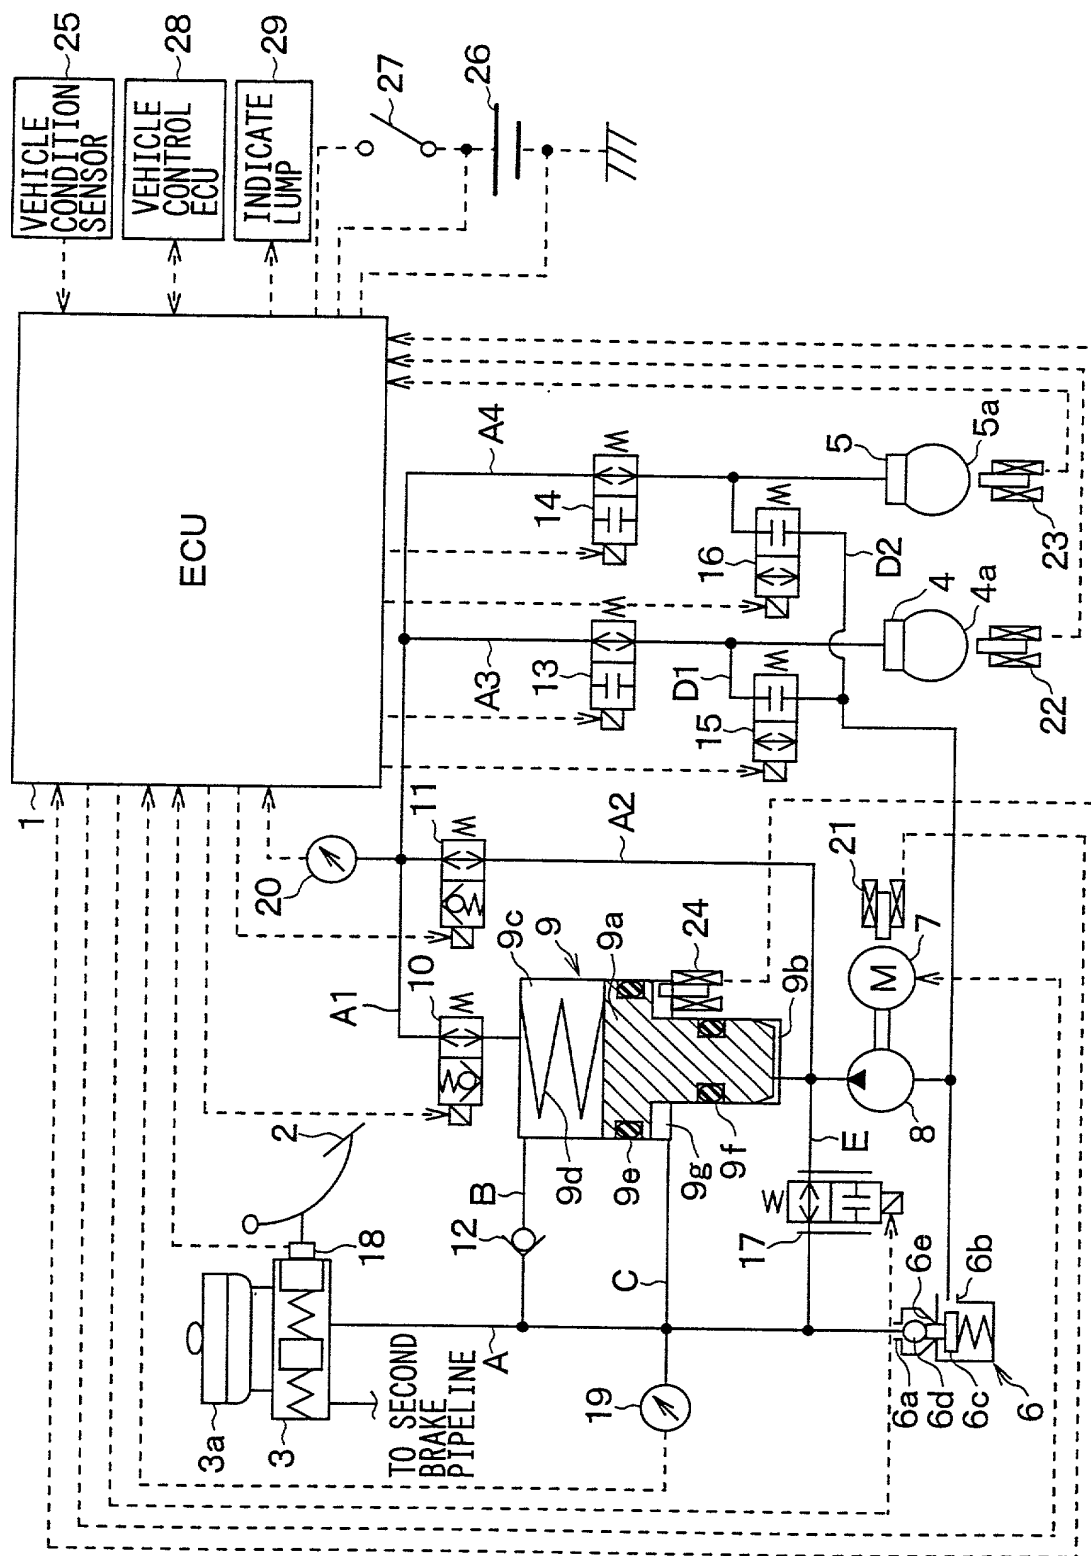 VEHICLE
CONDITION
SENSOR
25
VEHICLE
CONTROL
ECU
28
INDICATE
LUMP
29
27
26
ECU
1
20
11
10
A1
A2
A3
A4
13
14
15
16
D1
D2
4
4a
5
5a
22
23
2
18
3a
3
TO SECOND
BRAKE
PIPELINE
A
B
12
C
19
9c
9
9a
24
9b
9d
9e
9g
9f
E
17
21
7
M
8
6a
6d
6c
6
6e
6b
W